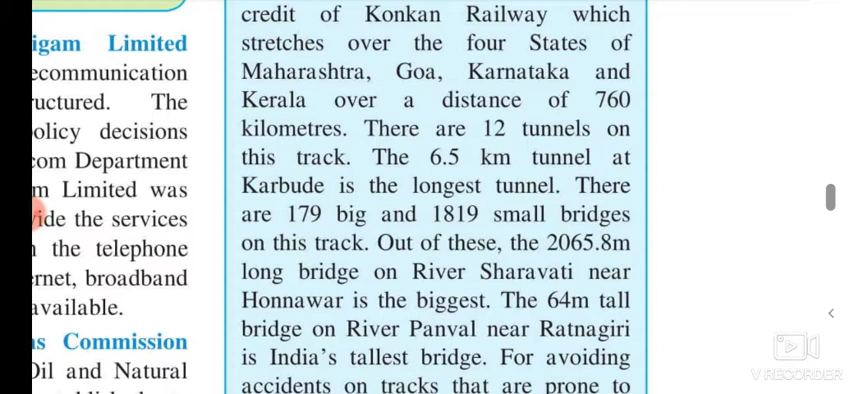 igam Limited
ecommunication
ructured. The
olicy decisions
com Department
m Limited was
ide the services
the telephone
ernet, broadband
available.
s Commission
Oil and Natural
credit of Konkan Railway which
stretches over the four States of
Maharashtra, Goa, Karnataka and
Kerala over a distance of 760
kilometres. There are 12 tunnels on
this track. The 6.5 km tunnel at
Karbude is the longest tunnel. There
are 179 big and 1819 small bridges
on this track. Out of these, the 2065.8m
long bridge on River Sharavati near
Honnawar is the biggest. The 64m tall
bridge on River Panval near Ratnagiri
is India's tallest bridge. For avoiding
accidents on tracks that are prone to
V RECORDER